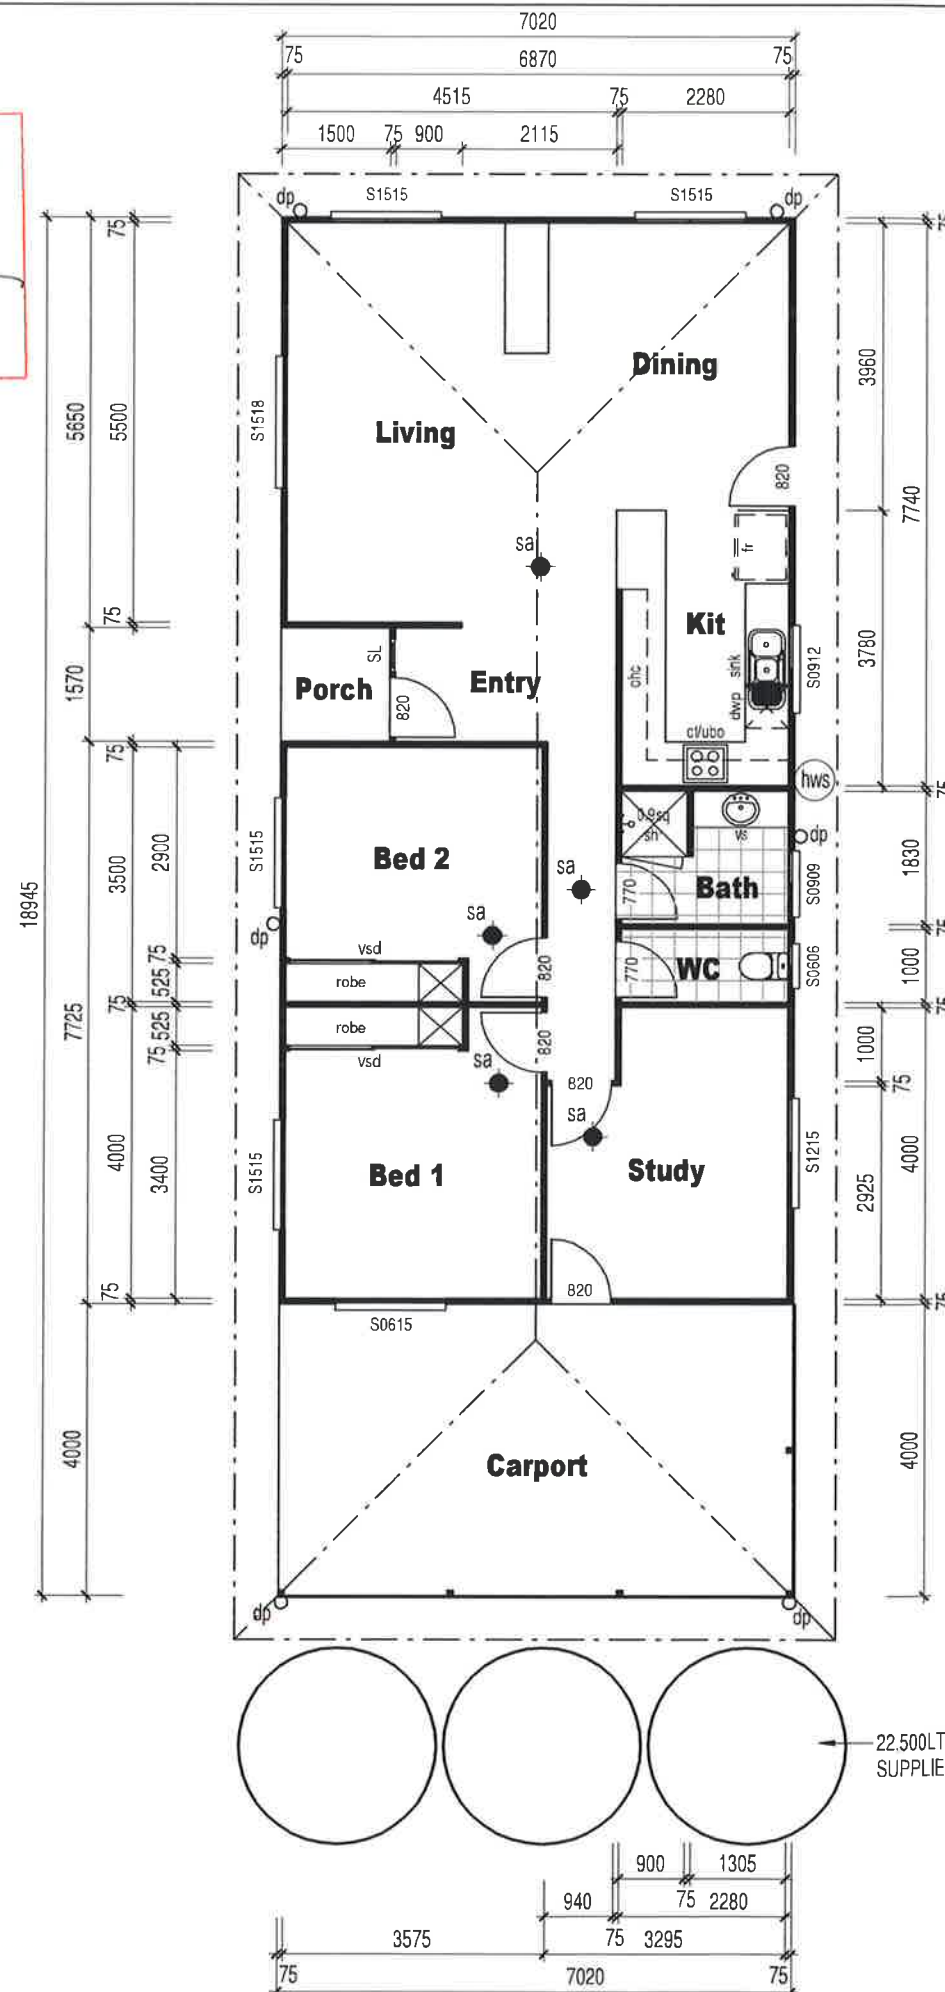 7020
75 6870 75
4515 75 2280
1500 75 900 2115
dp S1515 S1515 dp
75 75
Dining
3960
5650 5500 S1518
Living
820
7740
sa fr
75
Kit
3780
1570 SL sink S0912
Porch Entry ohc
820 dwp
ct/ubo
75 hws 75
0.9sq
sh vs dp
18945 3500 2900 S1515 Bed 2 sa Bath S0909 1830
770
sa
dp 75
75 vsd WC S0606 1000
525 robe 820 770
75 75
7725 525 robe 820 1000
75 vsd sa 820 75
sa
4000 3400 S1515 Bed 1 Study S1215 2925 4000
75 820 75
S0615
4000 Carport 4000
dp dp
22,500LT
SUPPLIE
900 1305
940 75 2280
3575 75 3295
75 7020 75